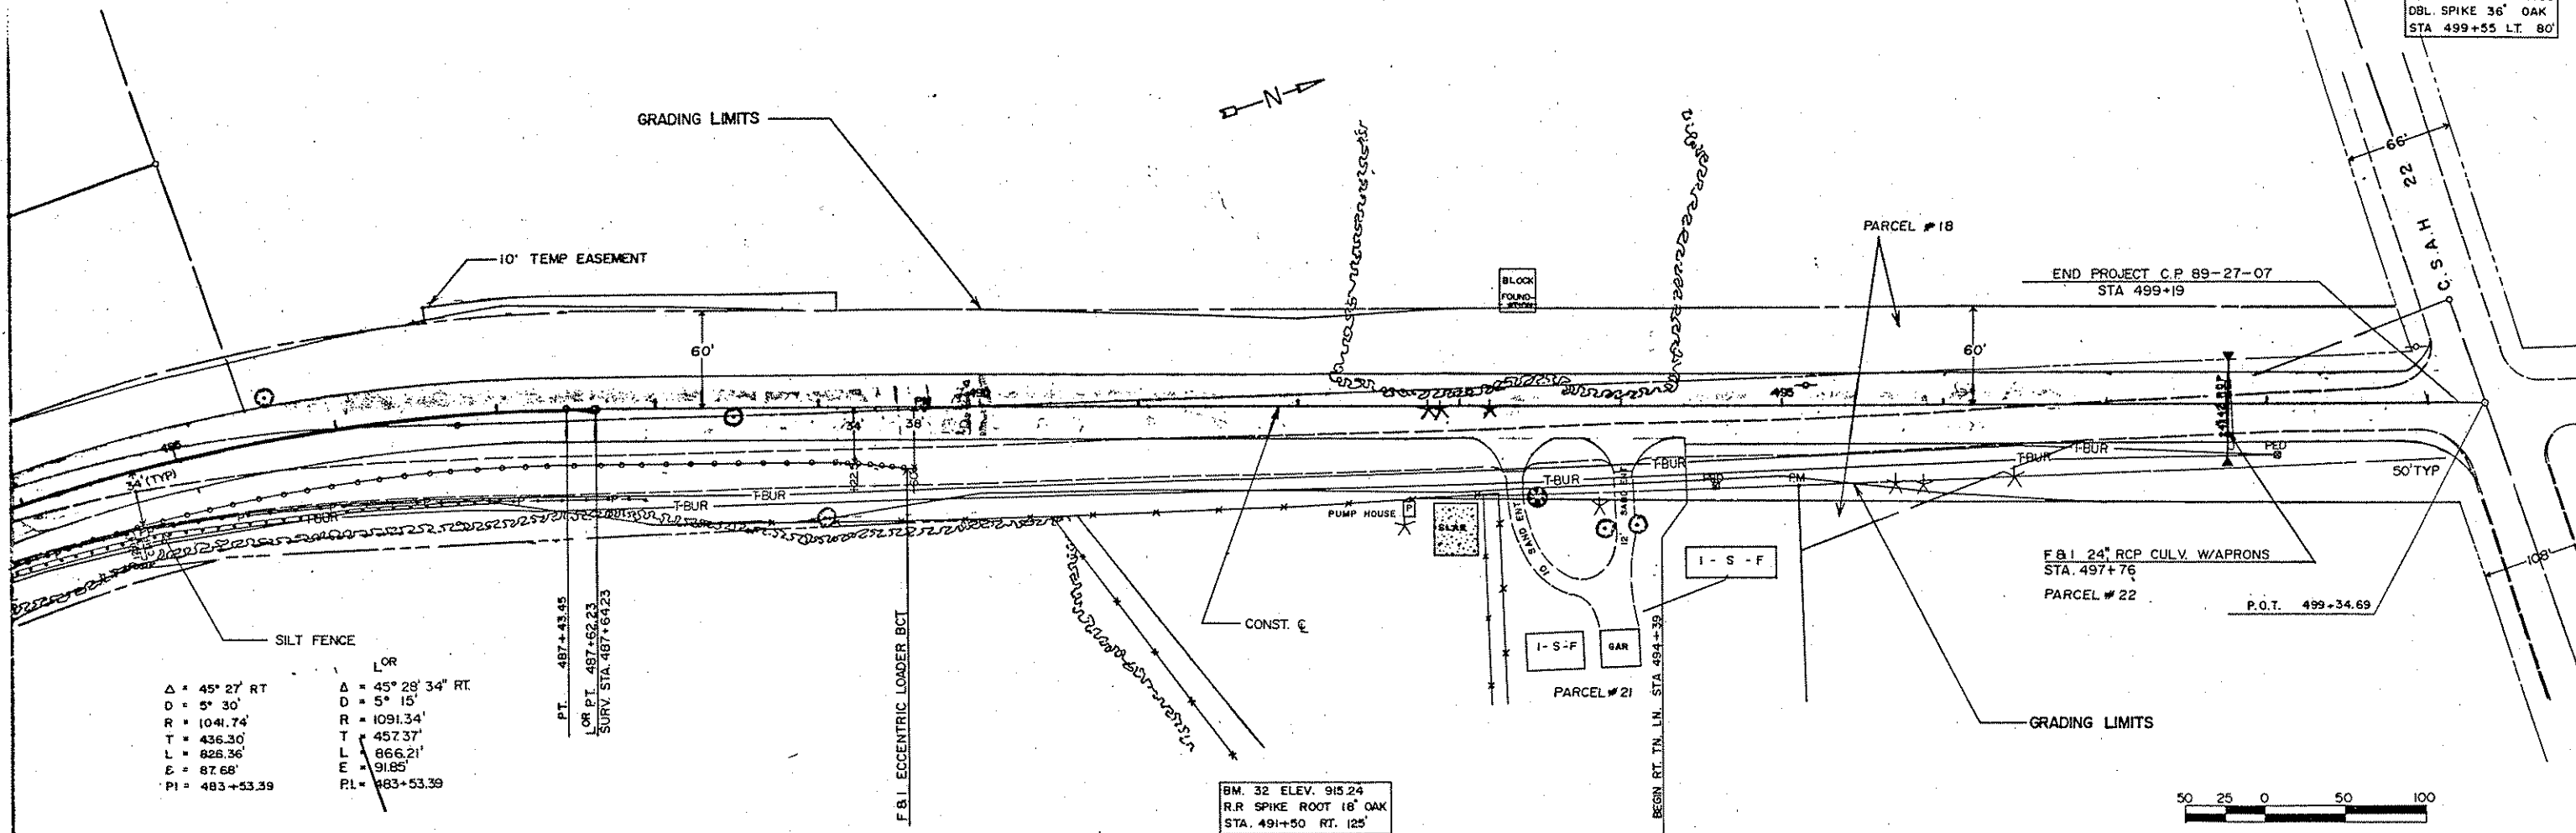 DBL. SPIKE 36" OAK
STA 499+55 LT. 80'
N
GRADING LIMITS
66'
C.S.A.H 22
10' TEMP EASEMENT
PARCEL #18
BLOCK
FOUND-
ATION
END PROJECT C.P. 89-27-07
STA 499+19
60'
60'
495
34'
38'
PED
T-BUR
T-BUR
T-BUR
T-BUR
T-BUR
T-BUR
T-BUR
50' TYP
PM
(TYP)
PUMP HOUSE
P
SLAB
10' SAND ENT
12' SAND ENT
I - S - F
F & I 24" RCP CULV. W/APRONS
STA. 497+76
PARCEL #22
108'
P.O.T. 499+34.69
SILT FENCE
CONST. ℄
PT. 487+43.45
LOR PT. 487+62.23
SURV. STA. 487+64.23
F & I ECCENTRIC LOADER BCT
I-S-F
GAR
PARCEL #21
BEGIN RT. TN. LN. STA 494+39
GRADING LIMITS
LOR
Δ = 45° 27' RT
D = 5° 30'
R = 1041.74'
T = 436.30'
L = 826.36'
E = 87.68'
PI = 483+53.39
Δ = 45° 28' 34" RT.
D = 5° 15'
R = 1091.34'
T = 457.37'
L = 866.21'
E = 91.85'
P.I. = 483+53.39
BM. 32 ELEV. 915.24
R.R SPIKE ROOT 18" OAK
STA. 491+50 RT. 125'
50 25 0 50 100